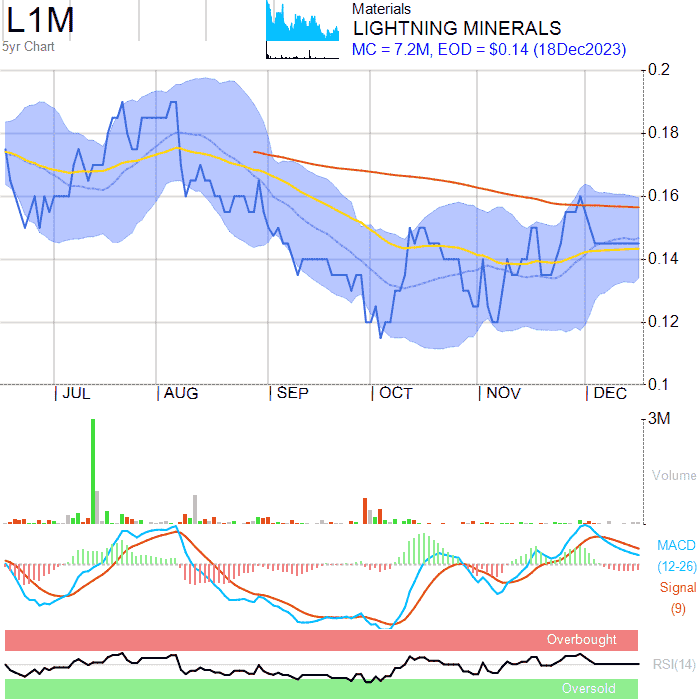 L1M
5yr Chart
Materials
LIGHTNING MINERALS
MC = 7.2M, EOD = $0.14 (18Dec2023)
0.2
0.18
0.16
0.14
0.12
0.1
JUL AUG SEP OCT NOV DEC
3M
Volume
MACD
(12-26)
Signal
(9)
Overbought
RSI(14)
Oversold